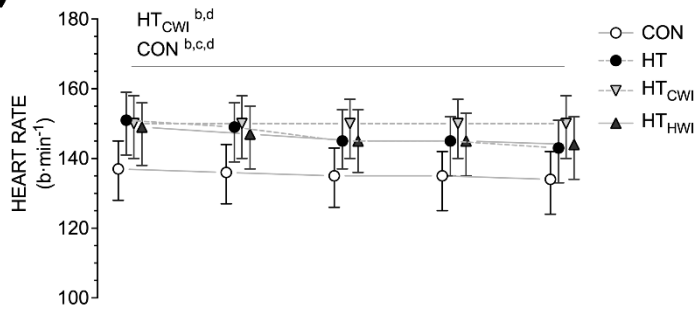 180
160
140
120
100
HEART RATE
(b·min⁻¹)
HT_CWI b,d
CON b,c,d
CON
HT
HT_CWI
HT_HWI